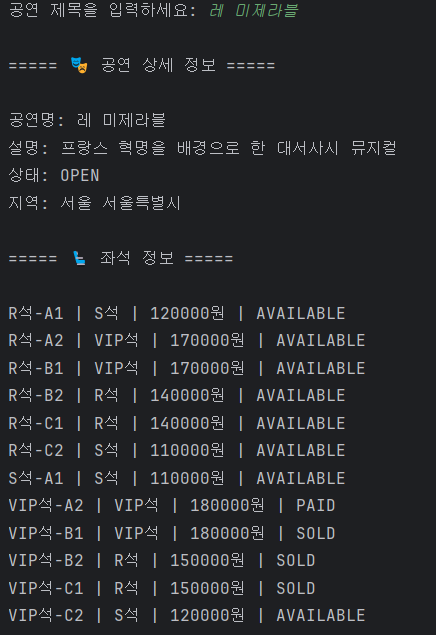 공연 제목을 입력하세요: 레 미제라블
===== 🎭 공연 상세 정보 =====
공연명: 레 미제라블
설명: 프랑스 혁명을 배경으로 한 대서사시 뮤지컬
상태: OPEN
지역: 서울 서울특별시
===== 💺 좌석 정보 =====
R석-A1 | S석 | 120000원 | AVAILABLE
R석-A2 | VIP석 | 170000원 | AVAILABLE
R석-B1 | VIP석 | 170000원 | AVAILABLE
R석-B2 | R석 | 140000원 | AVAILABLE
R석-C1 | R석 | 140000원 | AVAILABLE
R석-C2 | S석 | 110000원 | AVAILABLE
S석-A1 | S석 | 110000원 | AVAILABLE
VIP석-A2 | VIP석 | 180000원 | PAID
VIP석-B1 | VIP석 | 180000원 | SOLD
VIP석-B2 | R석 | 150000원 | SOLD
VIP석-C1 | R석 | 150000원 | SOLD
VIP석-C2 | S석 | 120000원 | AVAILABLE